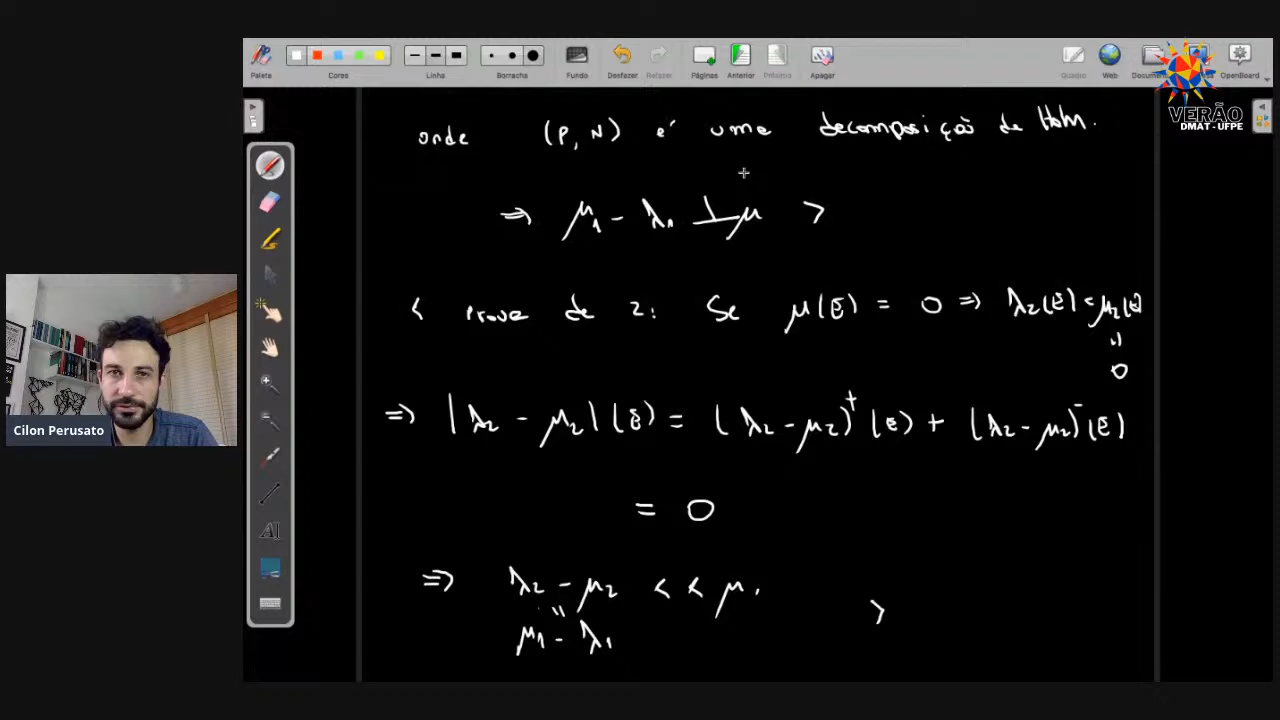 Paleta Cores Linha Borracha Fundo Desfazer Refazer Páginas Anterior Próximo Apagar Quadro Web OpenBoard
VERÃO
DMAT - UFPE
onde (P, N) é uma decomposição de Hahn.
⇒ μ₁ - λ₁ ⊥ μ >
< prova de 2: Se μ(E) = 0 ⇒ λ₂(E) = μ₂(E)
"
0
⇒ |λ₂ - μ₂|(E) = (λ₂ - μ₂)⁺(E) + (λ₂ - μ₂)⁻(E)
= 0
⇒ λ₂ - μ₂ << μ.
"
μ₁ - λ₁ >
Cilon Perusato